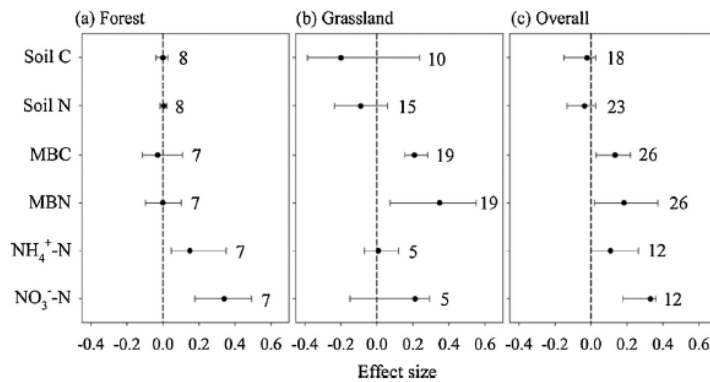 (a) Forest (b) Grassland (c) Overall
Soil C 8 10 18
Soil N 8 15 23
MBC 7 19 26
MBN 7 19 26
NH₄⁺-N 7 5 12
NO₃⁻-N 7 5 12
-0.4 -0.2 0.0 0.2 0.4 0.6 -0.4 -0.2 0.0 0.2 0.4 0.6 -0.4 -0.2 0.0 0.2 0.4 0.6
Effect size